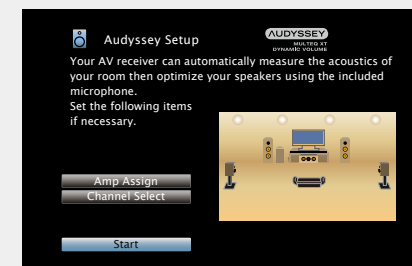 Audyssey Setup
AUDYSSEY
MULTEQ XT
DYNAMIC VOLUME
Your AV receiver can automatically measure the acoustics of
your room then optimize your speakers using the included
microphone.
Set the following items
if necessary.
Amp Assign
Channel Select
Start